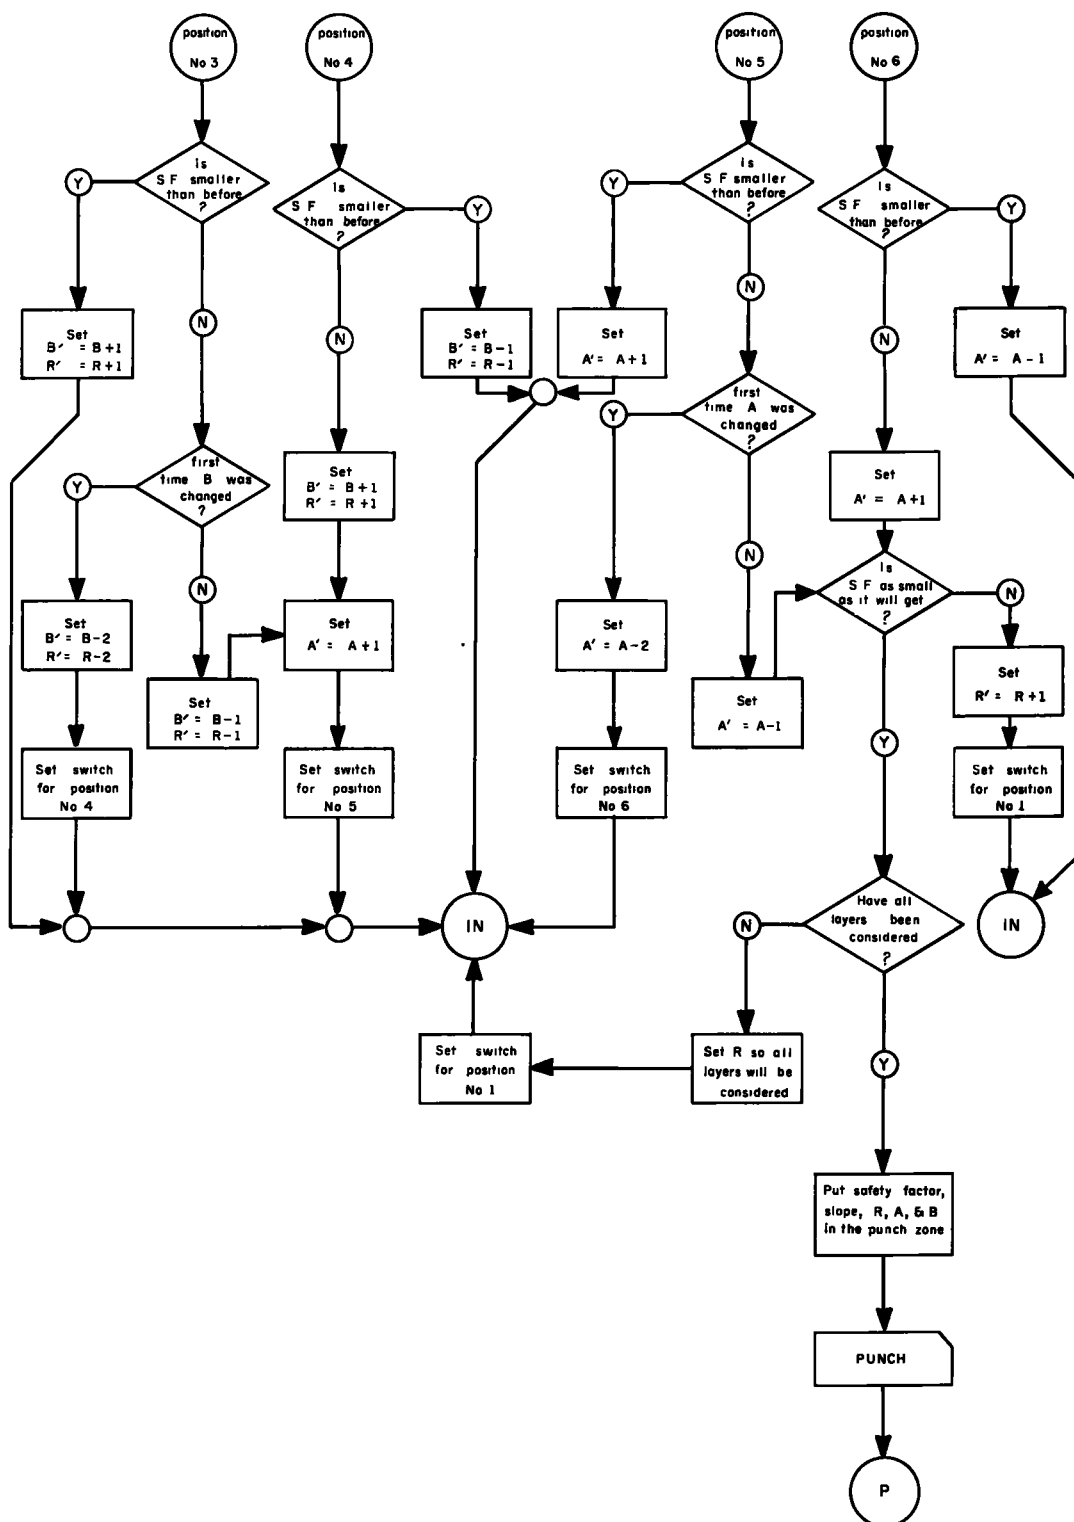 position
No 3
position
No 4
position
No 5
position
No 6
Is
S F smaller
than before
?
Y
N
Set
B′ = B+1
R′ = R+1
first
time B was
changed
?
Y
N
Set
B′ = B-2
R′ = R-2
Set switch
for position
No 4
Set
B′ = B-1
R′ = R-1
Is
S F smaller
than before
?
Y
N
Set
B′ = B-1
R′ = R-1
Set
B′ = B+1
R′ = R+1
Set
A′ = A+1
Set switch
for position
No 5
Is
S F smaller
than before
?
Y
N
Set
A′ = A+1
first
time A was
changed
?
Y
N
Set
A′ = A-2
Set switch
for position
No 6
Set
A′ = A-1
Is
S F smaller
than before
?
Y
N
Set
A′ = A-1
Set
A′ = A+1
Is
S F as small
as it will get
?
N
Y
Set
R′ = R+1
Set switch
for position
No 1
IN
IN
Have all
layers been
considered
?
N
Y
Set R so all
layers will be
considered
Set switch
for position
No 1
Put safety factor,
slope, R, A, & B
in the punch zone
PUNCH
P